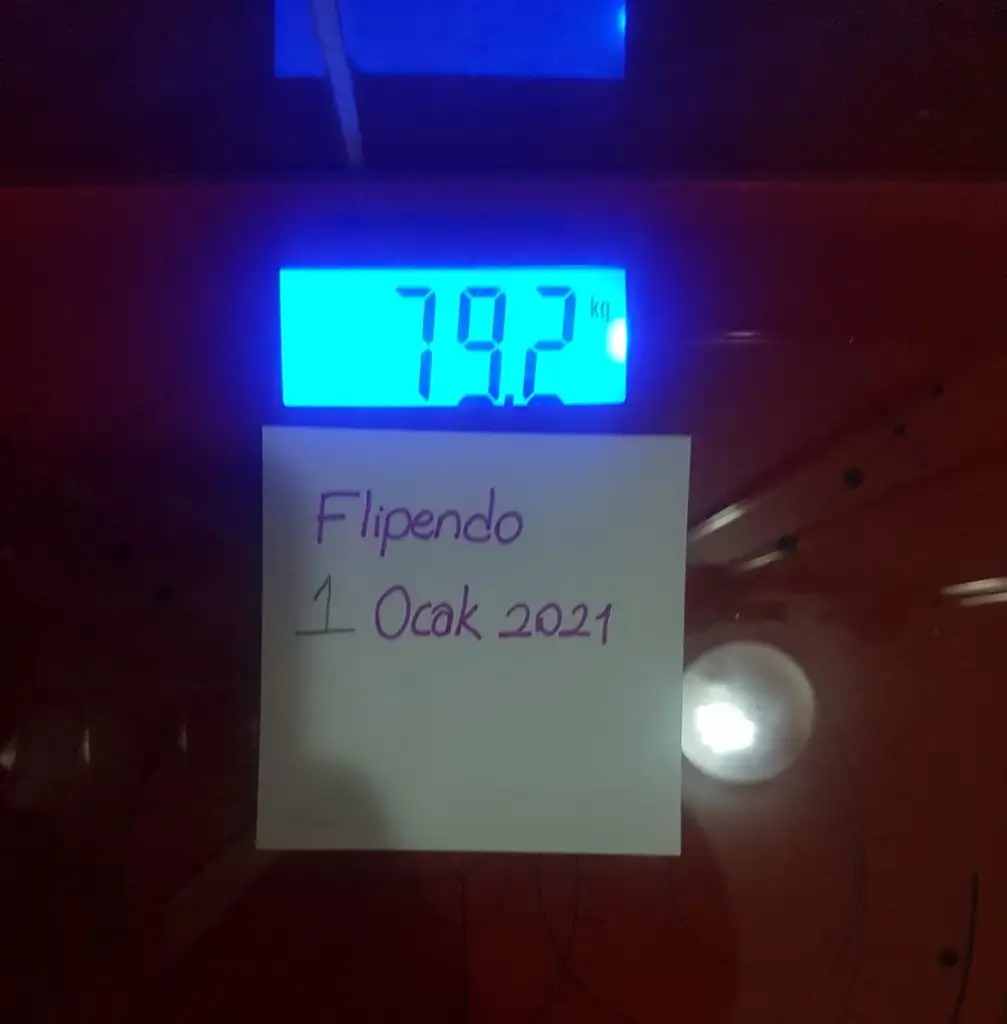 79.2 kg
Flipendo
1 Ocak 2021